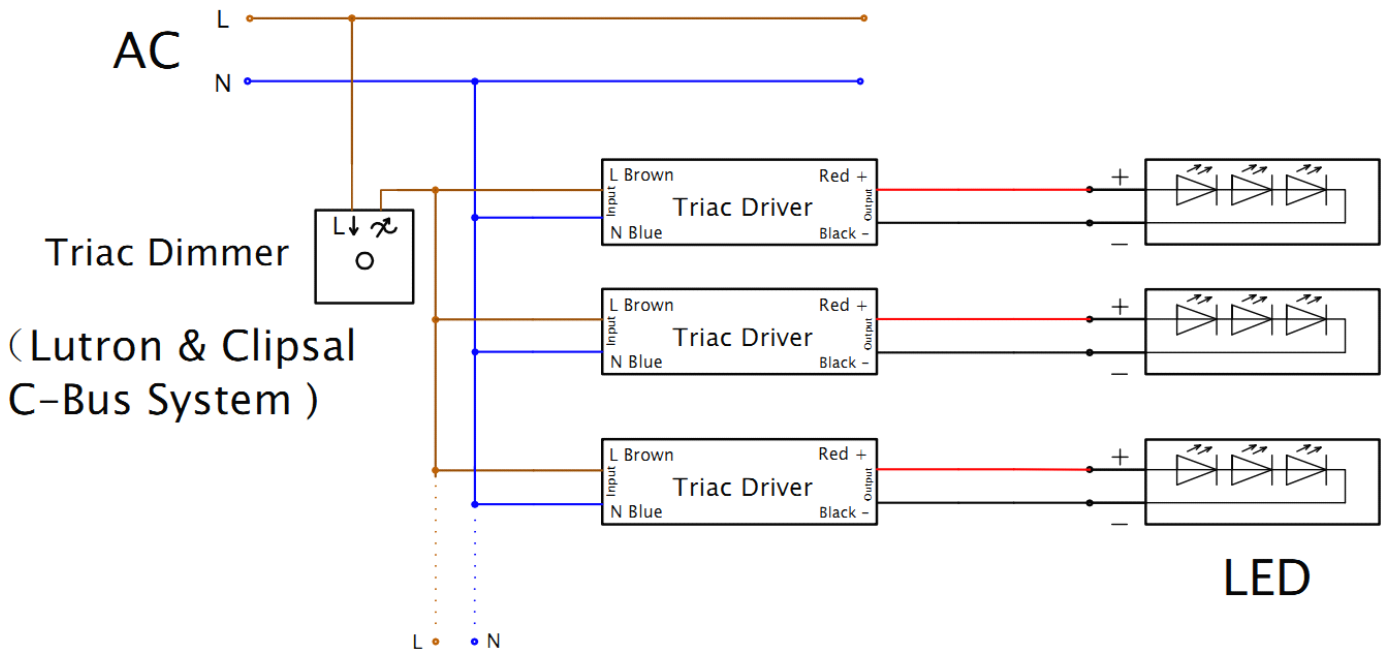 L
AC
N
L Brown
Input
N Blue
Triac Driver
Red +
Output
Black -
+
−
L
Triac Dimmer
（Lutron & Clipsal
C-Bus System )
L Brown
Input
N Blue
Triac Driver
Red +
Output
Black -
+
−
L Brown
Input
N Blue
Triac Driver
Red +
Output
Black -
+
−
LED
L
N